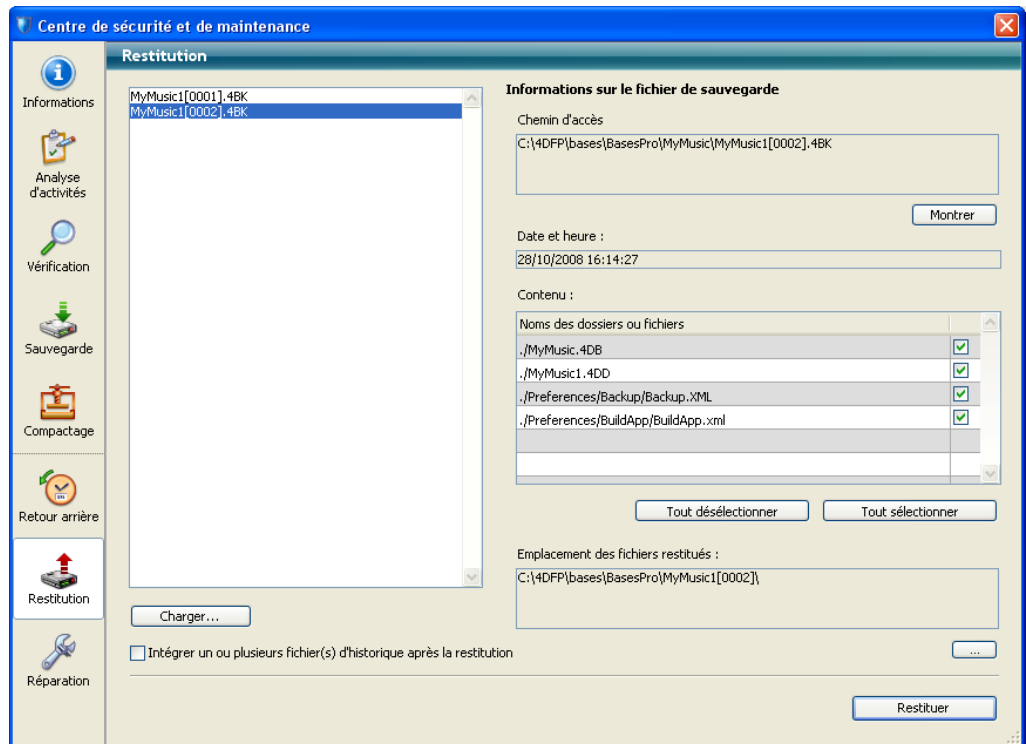 Centre de sécurité et de maintenance
Informations
Analyse
d'activités
Vérification
Sauvegarde
Compactage
Retour arrière
Restitution
Réparation
Restitution
MyMusic1[0001].4BK
MyMusic1[0002].4BK
Charger...
Intégrer un ou plusieurs fichier(s) d'historique après la restitution
Informations sur le fichier de sauvegarde
Chemin d'accès
C:\4DFP\bases\BasesPro\MyMusic\MyMusic1[0002].4BK
Montrer
Date et heure :
28/10/2008 16:14:27
Contenu :
Noms des dossiers ou fichiers
./MyMusic.4DB
./MyMusic1.4DD
./Preferences/Backup/Backup.XML
./Preferences/BuildApp/BuildApp.xml
Tout désélectionner
Tout sélectionner
Emplacement des fichiers restitués :
C:\4DFP\bases\BasesPro\MyMusic1[0002]\
...
Restituer